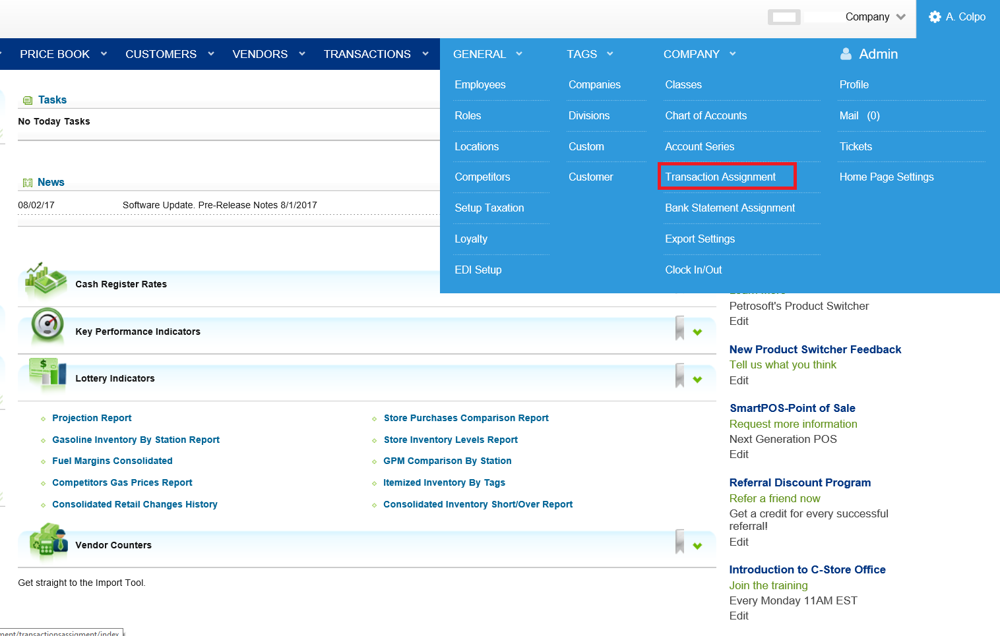 Company
A. Colpo
PRICE BOOK
CUSTOMERS
VENDORS
TRANSACTIONS
GENERAL
TAGS
COMPANY
Admin
Employees
Companies
Classes
Profile
Roles
Divisions
Chart of Accounts
Mail (0)
Locations
Custom
Account Series
Tickets
Competitors
Customer
Transaction Assignment
Home Page Settings
Setup Taxation
Bank Statement Assignment
Loyalty
Export Settings
EDI Setup
Clock In/Out
Tasks
No Today Tasks
News
08/02/17 Software Update. Pre-Release Notes 8/1/2017
Cash Register Rates
Key Performance Indicators
Lottery Indicators
Projection Report
Store Purchases Comparison Report
Gasoline Inventory By Station Report
Store Inventory Levels Report
Fuel Margins Consolidated
GPM Comparison By Station
Competitors Gas Prices Report
Itemized Inventory By Tags
Consolidated Retail Changes History
Consolidated Inventory Short/Over Report
Vendor Counters
Get straight to the Import Tool.
Petrosoft's Product Switcher
Edit
New Product Switcher Feedback
Tell us what you think
Edit
SmartPOS-Point of Sale
Request more information
Next Generation POS
Edit
Referral Discount Program
Refer a friend now
Get a credit for every successful
referral!
Edit
Introduction to C-Store Office
Join the training
Every Monday 11AM EST
Edit